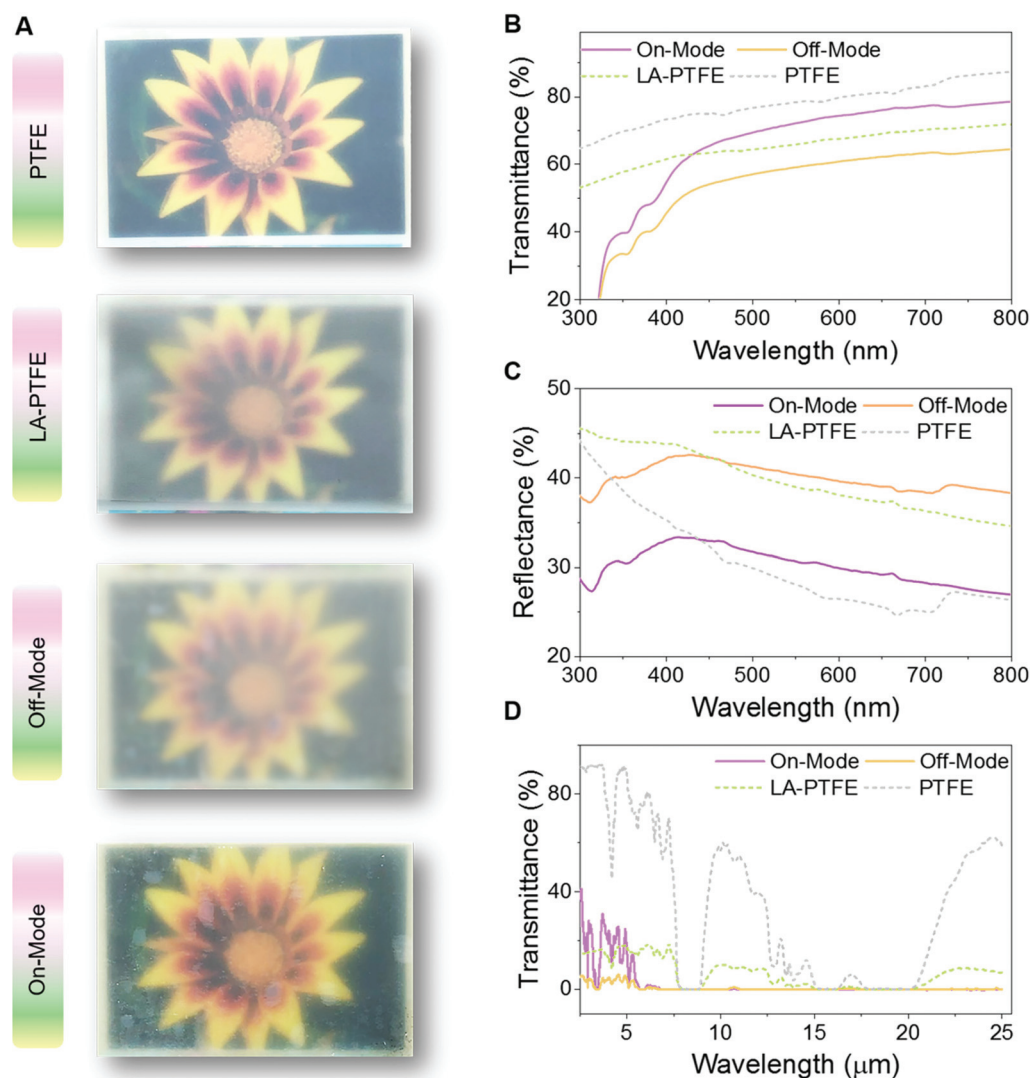 A
PTFE
LA-PTFE
Off-Mode
On-Mode
B
On-Mode
Off-Mode
LA-PTFE
PTFE
Transmittance (%)
80
60
40
20
300
400
500
600
700
800
Wavelength (nm)
C
On-Mode
Off-Mode
LA-PTFE
PTFE
Reflectance (%)
50
40
30
20
300
400
500
600
700
800
Wavelength (nm)
D
On-Mode
Off-Mode
LA-PTFE
PTFE
Transmittance (%)
80
40
0
5
10
15
20
25
Wavelength (μm)